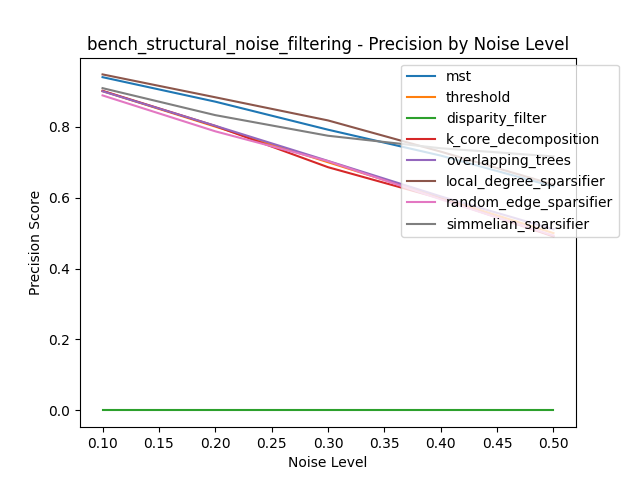 bench_structural_noise_filtering - Precision by Noise Level
mst
threshold
disparity_filter
k_core_decomposition
overlapping_trees
local_degree_sparsifier
random_edge_sparsifier
simmelian_sparsifier
Precision Score
0.8
0.6
0.4
0.2
0.0
0.10 0.15 0.20 0.25 0.30 0.35 0.40 0.45 0.50
Noise Level